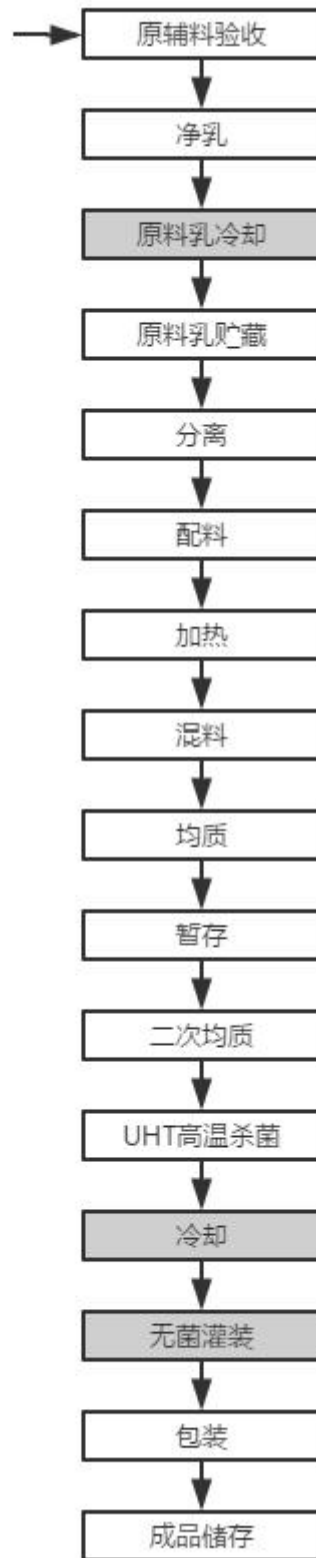 原辅料验收
净乳
原料乳冷却
原料乳贮藏
分离
配料
加热
混料
均质
暂存
二次均质
UHT高温杀菌
冷却
无菌灌装
包装
成品储存